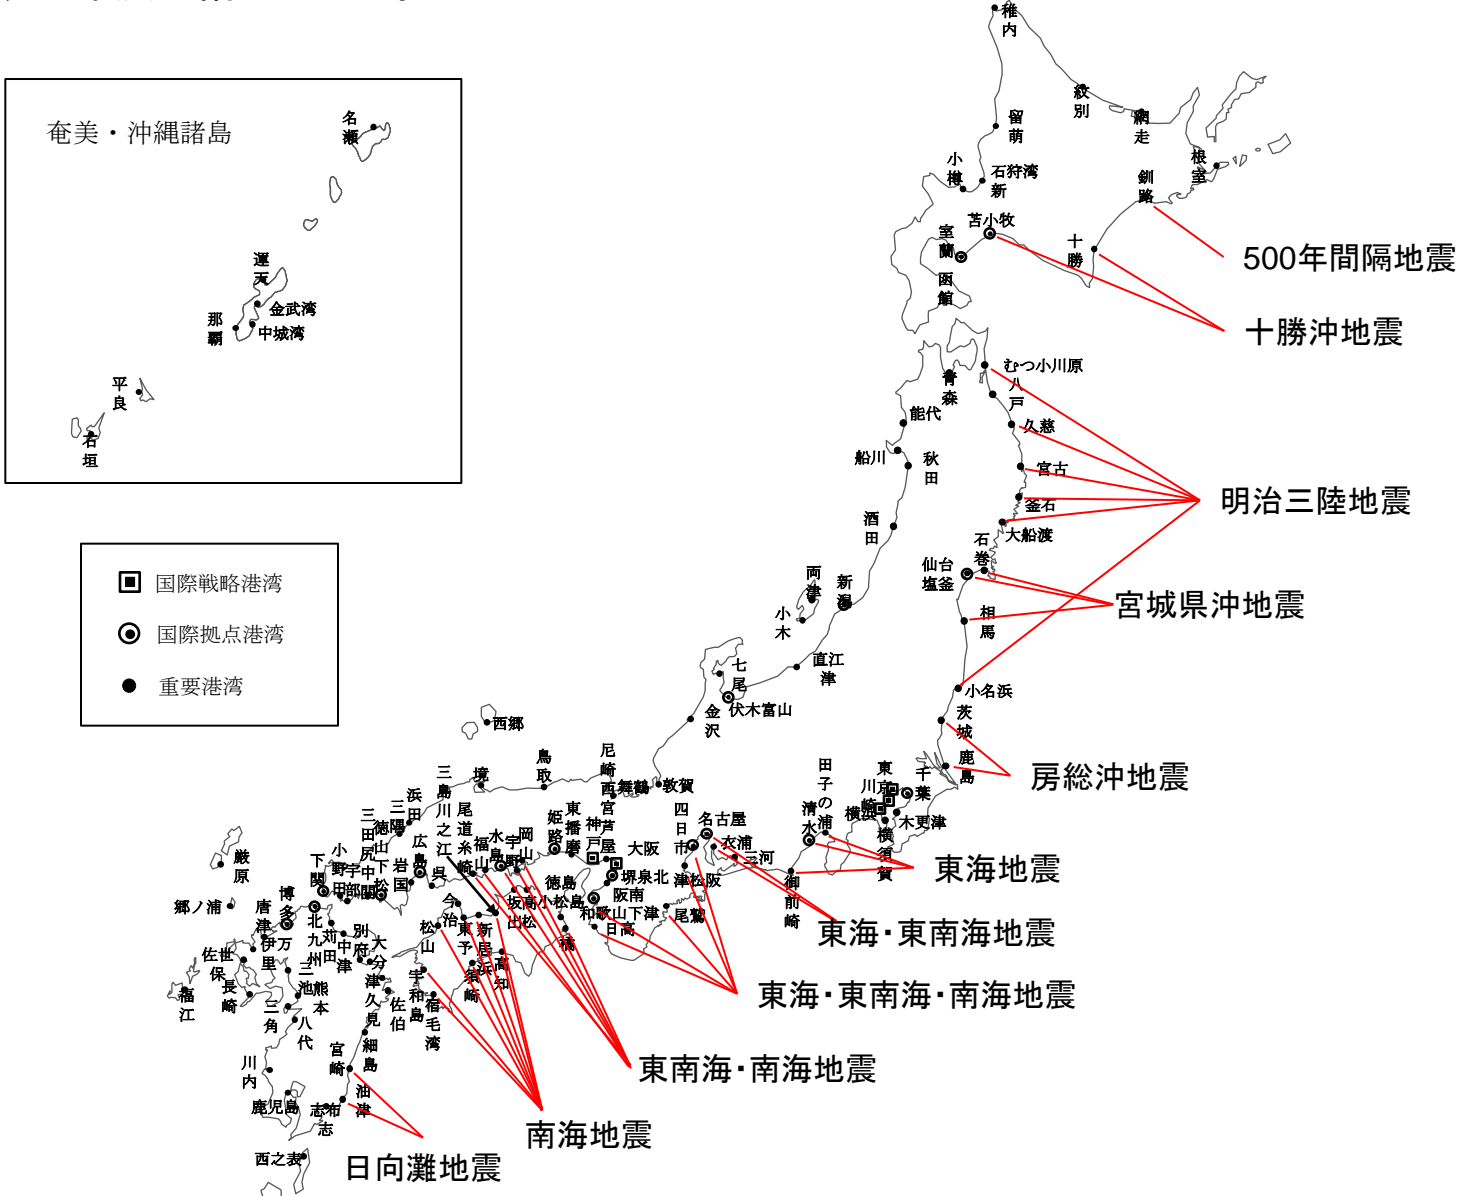 稚内
紋別
網走
根室
釧路
留萌
小樽
石狩湾新
苫小牧
室蘭
函館
十勝
500年間隔地震
十勝沖地震
奄美・沖縄諸島
名瀬
運天
金武湾
中城湾
那覇
平良
石垣
国際戦略港湾
国際拠点港湾
重要港湾
むつ小川原
青森
八戸
能代
久慈
船川
秋田
宮古
釜石
大船渡
明治三陸地震
酒田
石巻
仙台塩釜
宮城県沖地震
相馬
両津
新潟
小木
直江津
小名浜
茨城
鹿島
房総沖地震
七尾
伏木富山
金沢
西郷
敦賀
舞鶴
鳥取
境
浜田
三隅
三島川之江
尾道糸崎
福山
水島
宇野
岡山
姫路
東播磨
神戸
尼崎西宮芦屋
大阪
堺泉北
阪南
和歌山下津
日高
四日市
名古屋
衣浦
三河
津松阪
尾鷲
御前崎
清水
田子の浦
東京
川崎
横浜
横須賀
千葉
木更津
東海地震
東海・東南海地震
東海・東南海・南海地震
東南海・南海地震
南海地震
日向灘地震
広島
呉
岩国
徳山下松
三田尻中関
宇部
小野田
下関
北九州
苅田
中津
別府
大分
津久見
佐伯
細島
宮崎
油津
志布志
鹿児島
西之表
川内
八代
三角
熊本
三池
長崎
佐世保
伊万里
唐津
博多
郷ノ浦
厳原
福江
今治
松山
東予
新居浜
宇和島
宿毛湾
須崎
高知
坂出
高松
徳島小松島
橘